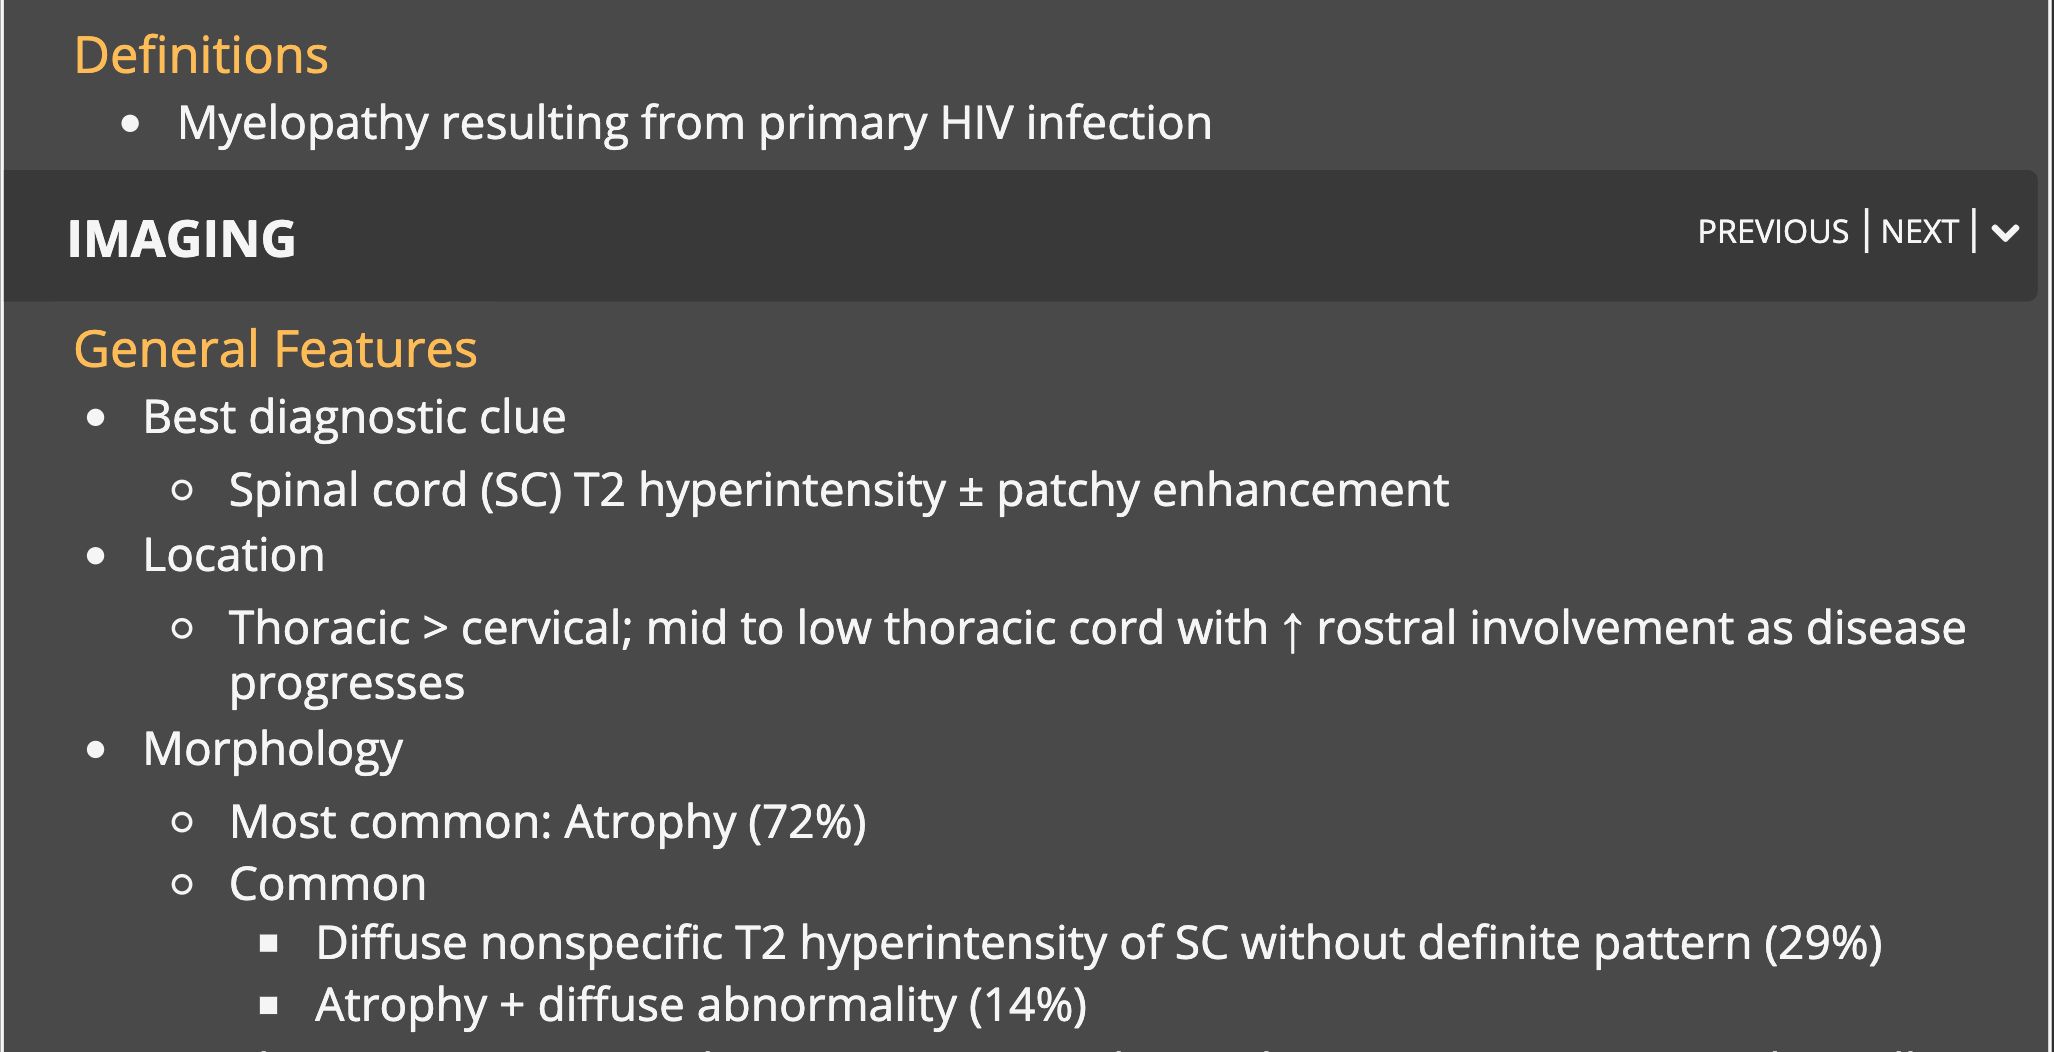 Definitions
• Myelopathy resulting from primary HIV infection
IMAGING
PREVIOUS | NEXT |
General Features
• Best diagnostic clue
○ Spinal cord (SC) T2 hyperintensity ± patchy enhancement
• Location
○ Thoracic > cervical; mid to low thoracic cord with ↑ rostral involvement as disease
progresses
• Morphology
○ Most common: Atrophy (72%)
○ Common
▪ Diffuse nonspecific T2 hyperintensity of SC without definite pattern (29%)
▪ Atrophy + diffuse abnormality (14%)